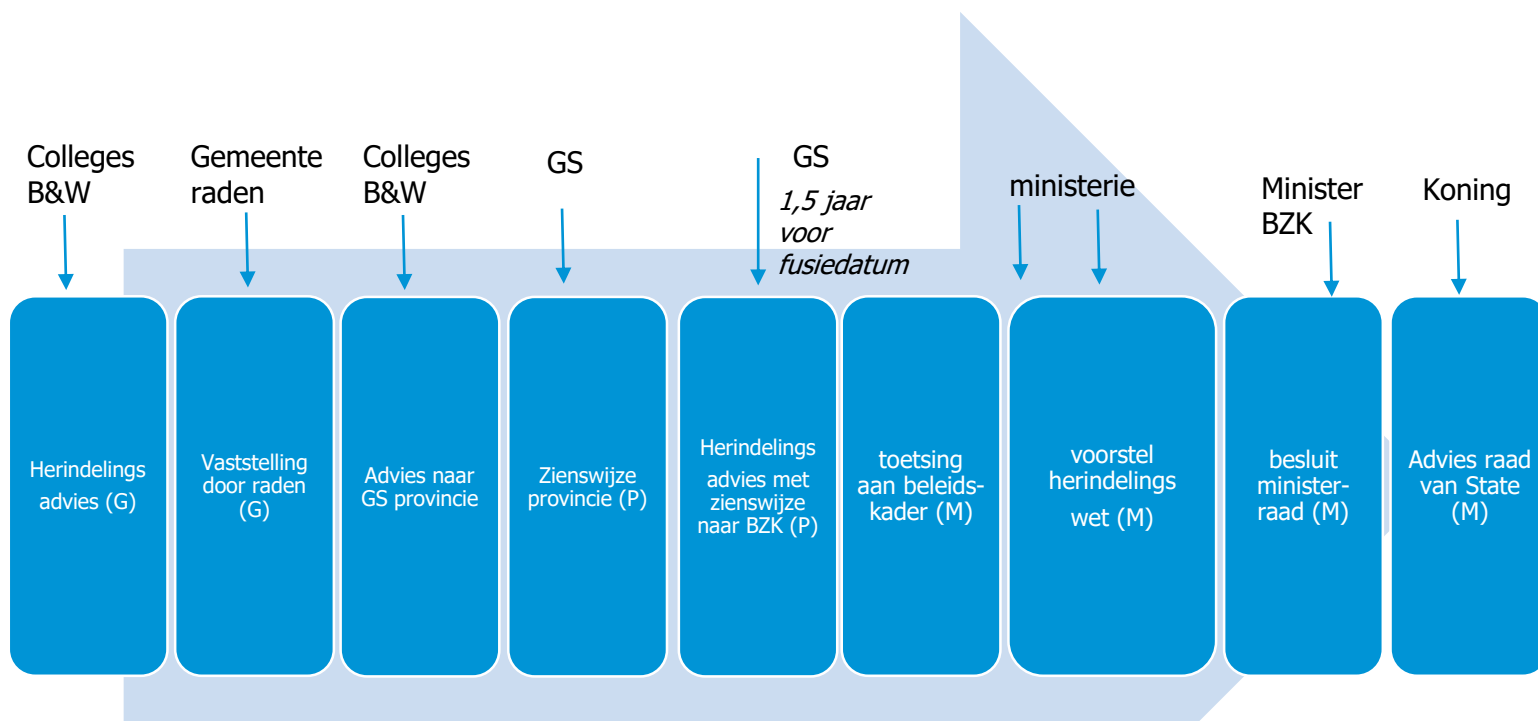 Colleges
B&W
Gemeente
raden
Colleges
B&W
GS
GS
1,5 jaar
voor
fusiedatum
ministerie
Minister
BZK
Koning
Herindelings
advies (G)
Vaststelling
door raden
(G)
Advies naar
GS provincie
Zienswijze
provincie (P)
Herindelings
advies met
zienswijze
naar BZK (P)
toetsing
aan beleids-
kader (M)
voorstel
herindelings
wet (M)
besluit
minister-
raad (M)
Advies raad
van State
(M)